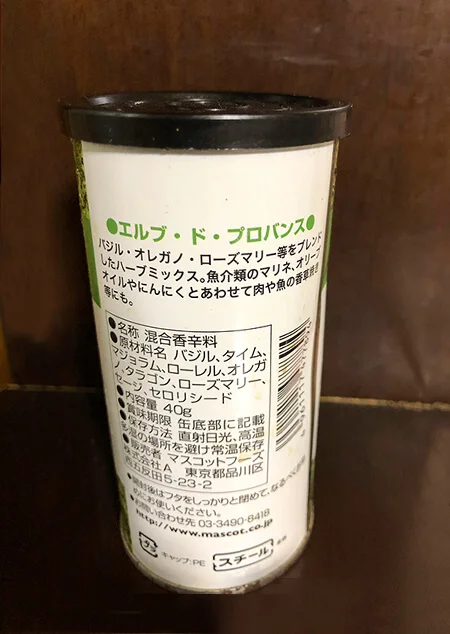 ●エルブ・ド・プロバンス●
バジル・オレガノ・ローズマリー等をブレンド
したハーブミックス。魚介類のマリネ、オリーブ
オイルやにんにくとあわせて肉や魚の香草焼き
等にも。
●名称 混合香辛料
●原材料名 バジル、タイム、
マジョラム、ローレル、オレガ
ノ、タラゴン、ローズマリー、
セージ、セロリシード
●内容量 40g
●賞味期限 缶底部に記載
●保存方法 直射日光、高温
多湿の場所を避け常温保存
●販売者 マスコットフーズ
株式会社A 東京都品川区
西五反田5-23-2
●開封後はフタをしっかりと閉めて、なるべくお早
めにお使いください。
お問い合わせ先 03-3490-8418
http://www.mascot.co.jp
キャップ:PE
スチール